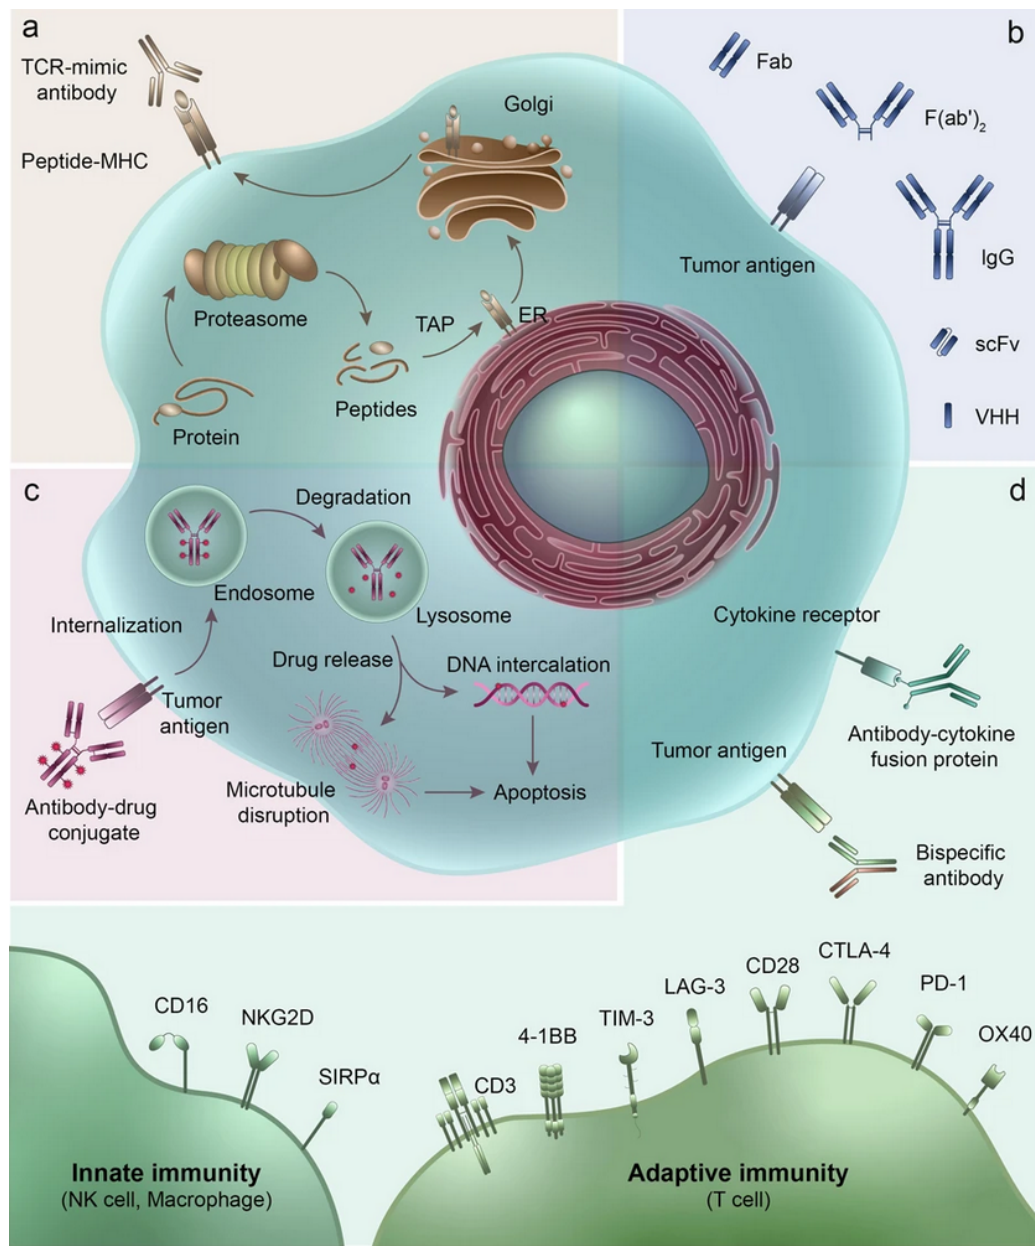 a
TCR-mimic
antibody
Peptide-MHC
Golgi
Proteasome
TAP
ER
Peptides
Protein
b
Fab
F(ab')₂
Tumor antigen
IgG
scFv
VHH
c
Degradation
Endosome
Internalization
Lysosome
Drug release
DNA intercalation
Tumor
antigen
Microtubule
disruption
Apoptosis
Antibody-drug
conjugate
d
Cytokine receptor
Antibody-cytokine
fusion protein
Tumor antigen
Bispecific
antibody
CD16
NKG2D
SIRPα
Innate immunity
(NK cell, Macrophage)
CD3
4-1BB
TIM-3
LAG-3
CD28
CTLA-4
PD-1
OX40
Adaptive immunity
(T cell)